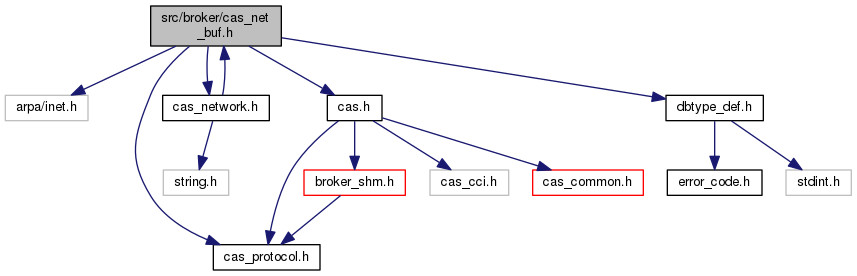 src/broker/cas_net
_buf.h
arpa/inet.h
cas_network.h
cas.h
dbtype_def.h
string.h
broker_shm.h
cas_cci.h
cas_common.h
error_code.h
stdint.h
cas_protocol.h